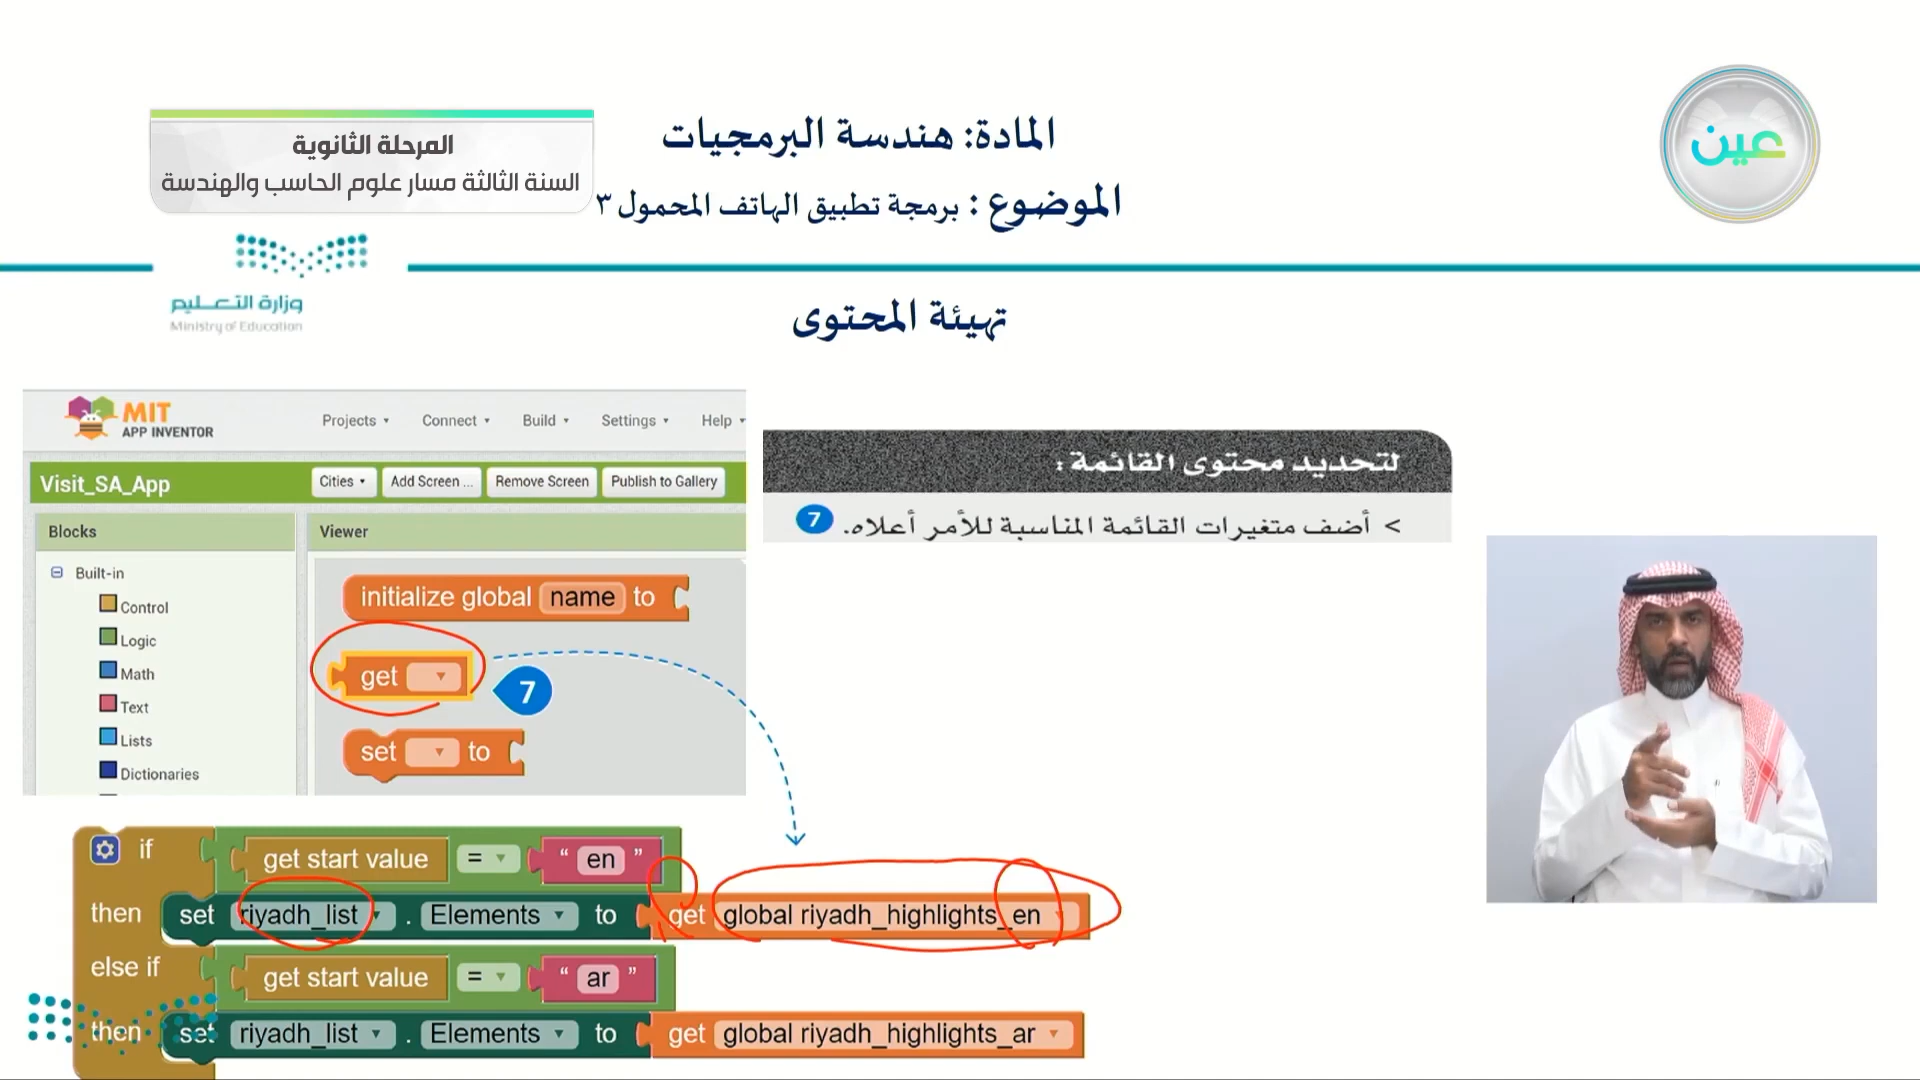 المرحلة الثانوية
السنة الثالثة مسار علوم الحاسب والهندسة
المادة: هندسة البرمجيات
الموضوع : برمجة تطبيق الهاتف المحمول ٣
عين
وزارة التعليم
Ministry of Education
تهيئة المحتوى
MIT
APP INVENTOR
Projects Connect Build Settings Help
Visit_SA_App Cities Add Screen ... Remove Screen Publish to Gallery
Blocks
Viewer
Built-in
Control
Logic
Math
Text
Lists
Dictionaries
initialize global name to
get
7
set to
لتحديد محتوى القائمة :
> أضف متغيرات القائمة المناسبة للأمر أعلاه. 7
if get start value = “ en ”
then set riyadh_list . Elements to get global riyadh_highlights_en
else if get start value = “ ar ”
then set riyadh_list . Elements to get global riyadh_highlights_ar